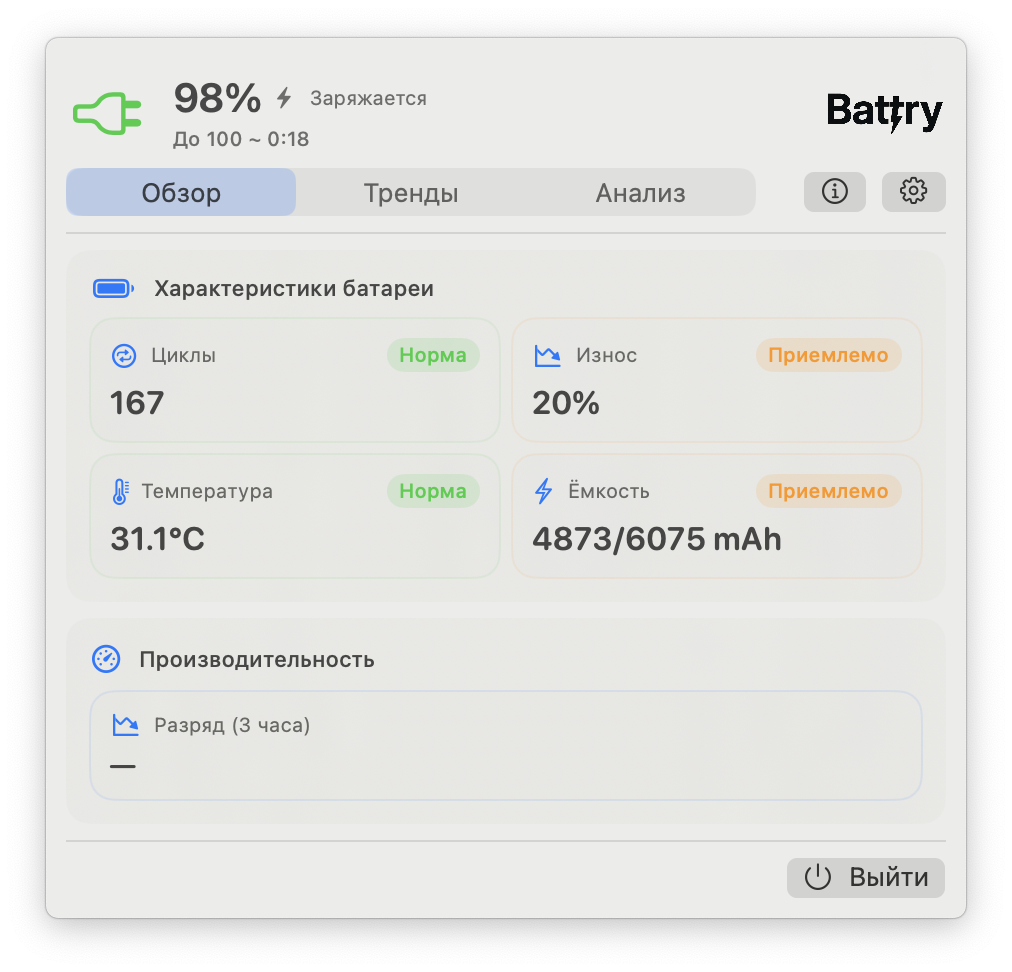 98% Заряжается
До 100 ~ 0:18
Battry
Обзор Тренды Анализ
Характеристики батареи
Циклы Норма
167
Износ Приемлемо
20%
Температура Норма
31.1°C
Ёмкость Приемлемо
4873/6075 mAh
Производительность
Разряд (3 часа)
—
Выйти